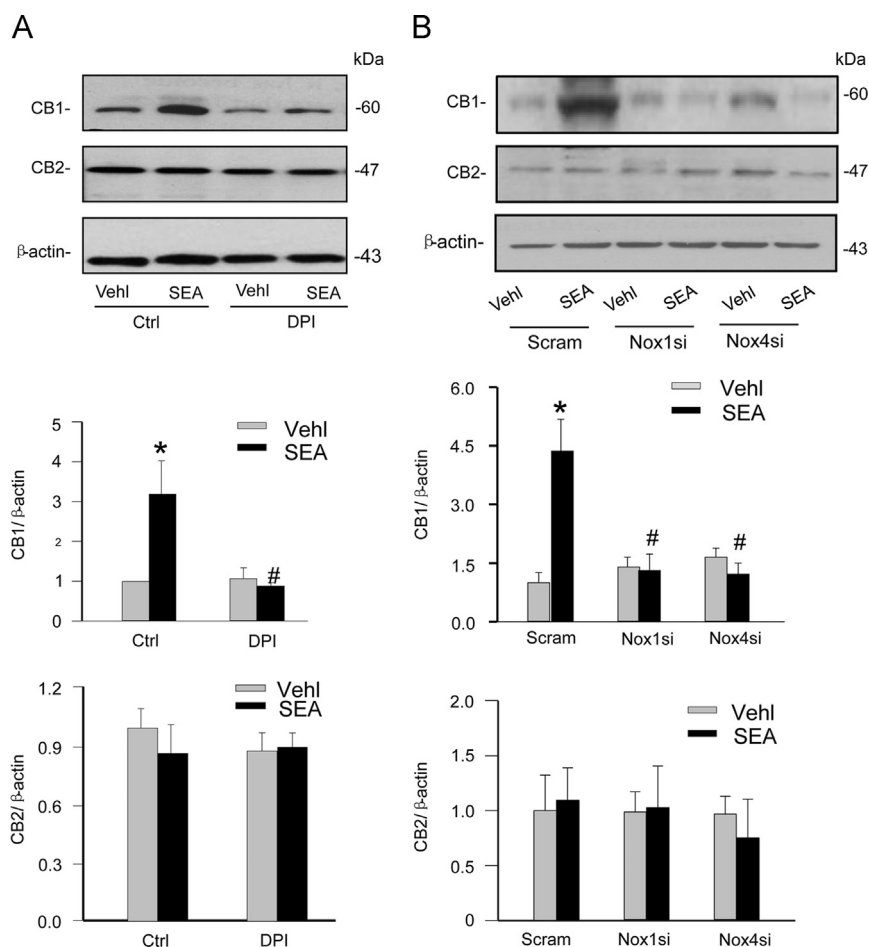 A
kDa
CB1-
-60
CB2-
-47
β-actin-
-43
Vehl SEA Vehl SEA
Ctrl DPI
B
kDa
CB1-
-60
CB2-
-47
β-actin-
-43
Vehl SEA Vehl SEA Vehl SEA
Scram Nox1si Nox4si
CB1/β-actin
5
4
3
2
1
0
Vehl
SEA
*
#
Ctrl DPI
CB1/β-actin
6.0
4.5
3.0
1.5
0.0
Vehl
SEA
*
# #
Scram Nox1si Nox4si
CB2/β-actin
1.2
0.9
0.6
0.3
0.0
Vehl
SEA
Ctrl DPI
CB2/β-actin
2.0
1.5
1.0
0.5
0
Vehl
SEA
Scram Nox1si Nox4si